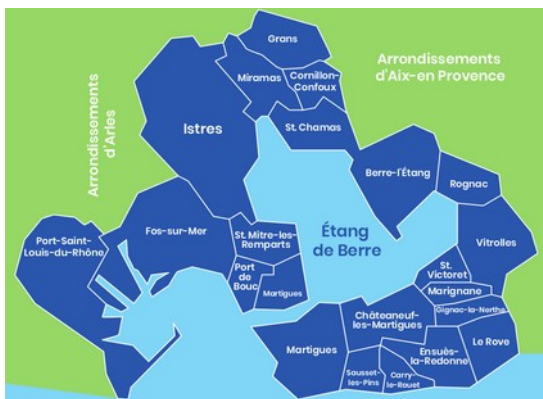 Grans
Arrondissements
d'Aix-en Provence
Miramas
Cornillon-
Confoux
Arrondissements
d'Arles
Istres
St. Chamas
Berre-l'Étang
Rognac
Port-Saint-
Louis-du-Rhône
Fos-sur-Mer
St. Mitre-les-
Remparts
Étang
de Berre
Vitrolles
Port
de
Bouc
Martigues
St.
Victoret
Marignane
Gignac-la-Nerthe
Châteaneuf-
les-Martigues
Martigues
Ensuès-
la-Redonne
Le Rove
Sausset-
les-Pins
Carry-
le-Rouet